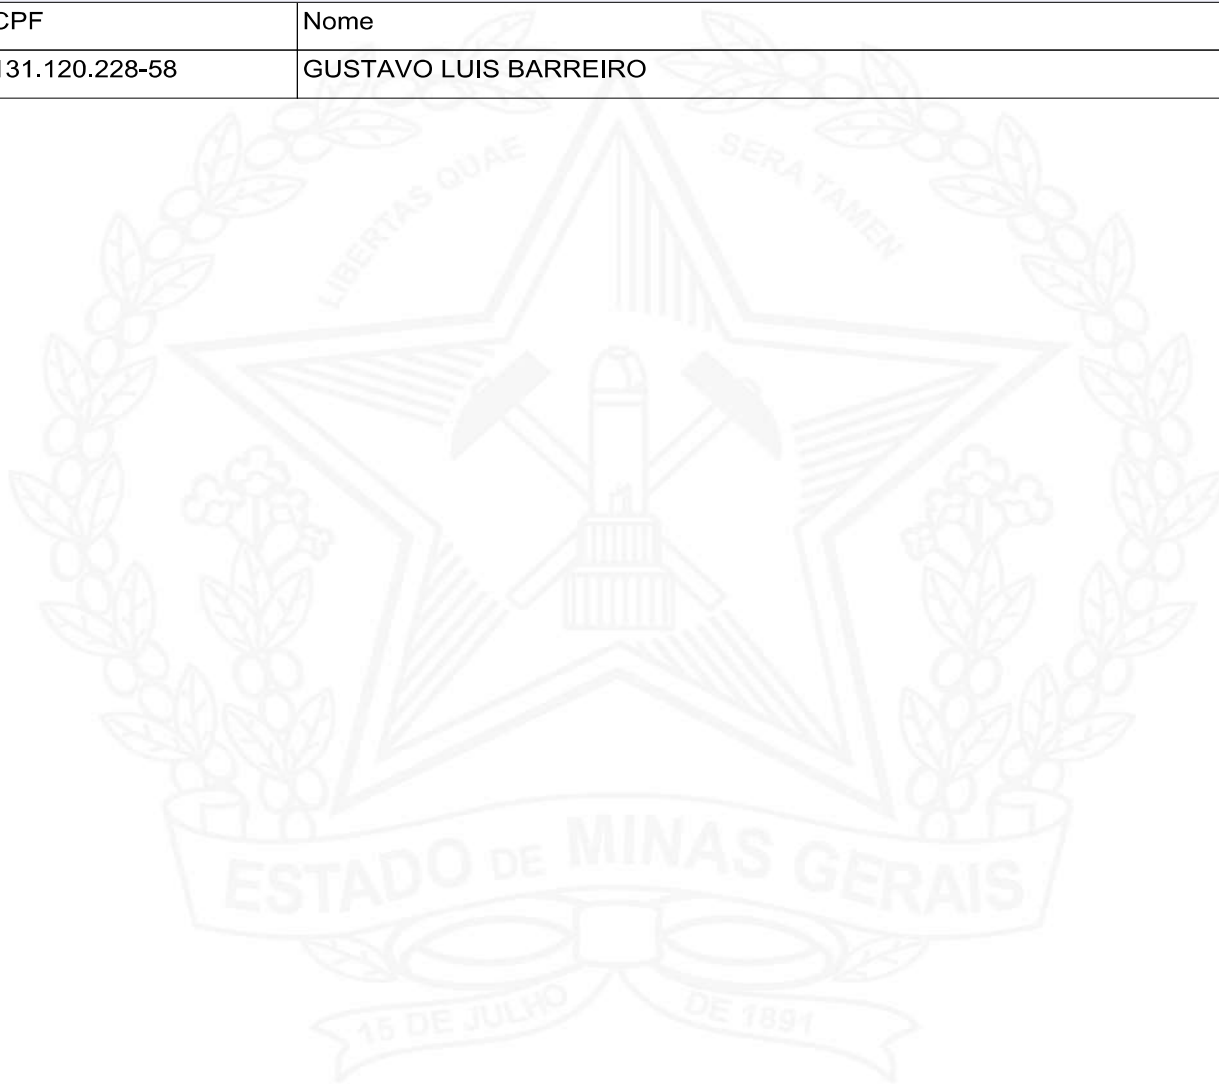 CPF Nome
131.120.228-58 GUSTAVO LUIS BARREIRO
LIBERTAS QUAE SERA TAMEN
ESTADO DE MINAS GERAIS
15 DE JULHO DE 1891